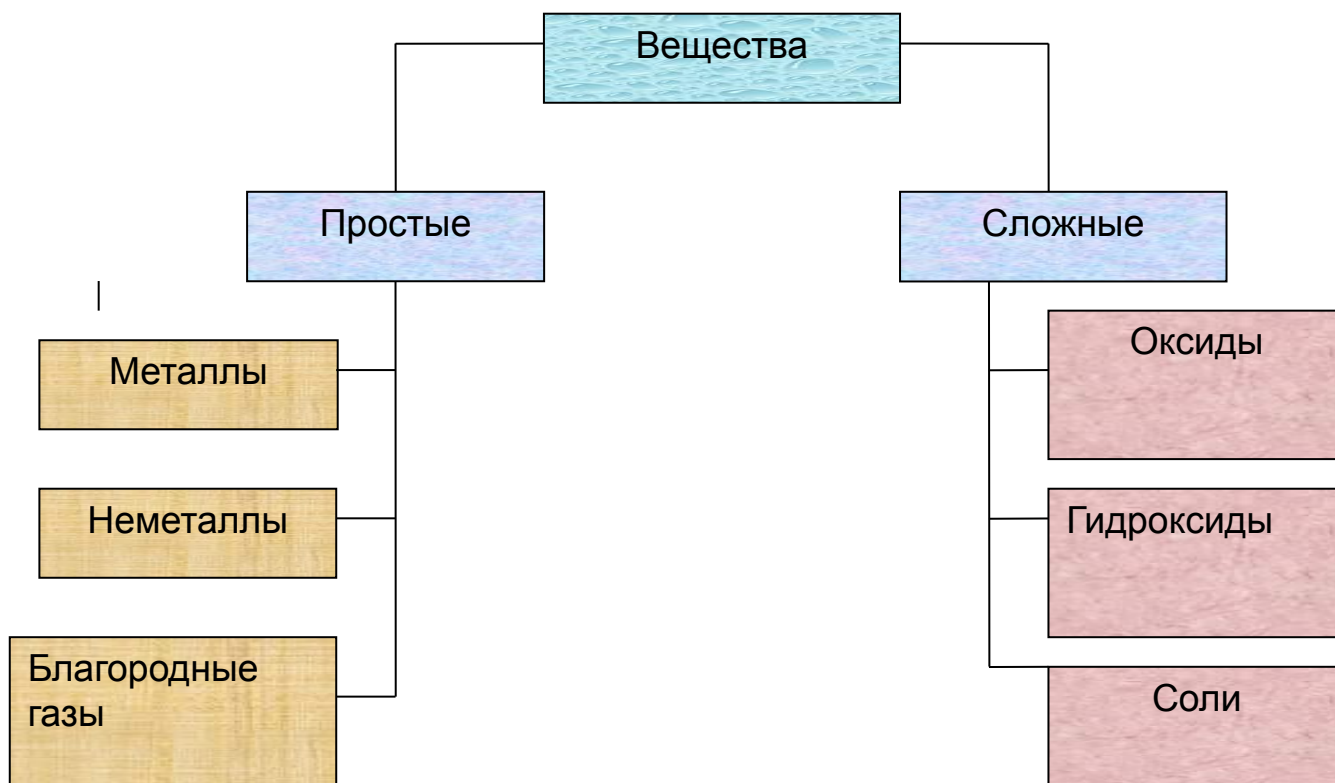 Вещества
Простые
Сложные
Металлы
Оксиды
Неметаллы
Гидроксиды
Благородные
газы
Соли